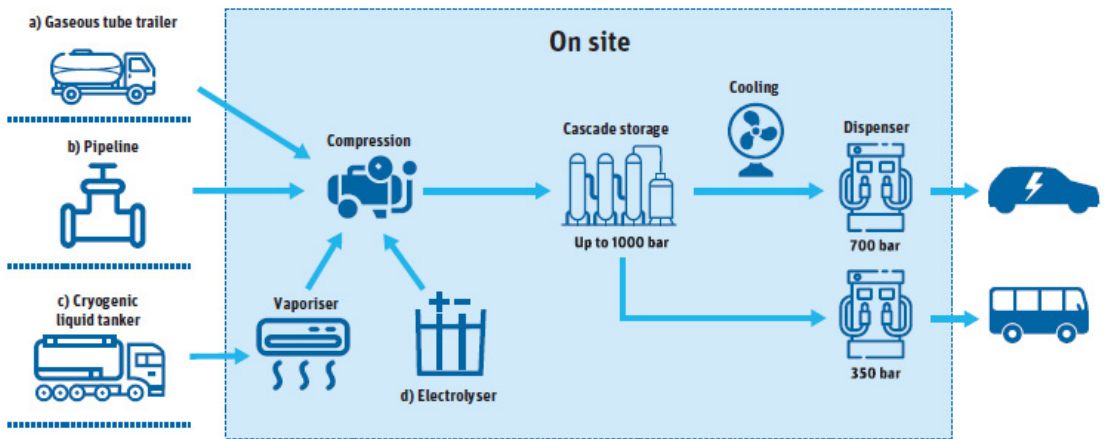 a) Gaseous tube trailer
On site
b) Pipeline
Compression
Cascade storage
Up to 1000 bar
Cooling
Dispenser
700 bar
350 bar
c) Cryogenic
liquid tanker
Vaporiser
+ -
d) Electrolyser